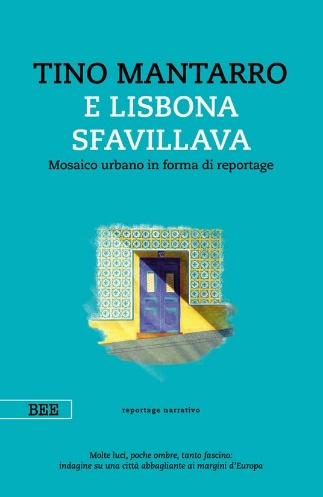 TINO MANTARRO
E LISBONA
SFAVILLAVA
Mosaico urbano in forma di reportage
BEE
reportage narrativo
Molte luci, poche ombre, tanto fascino:
indagine su una città abbagliante ai margini d'Europa